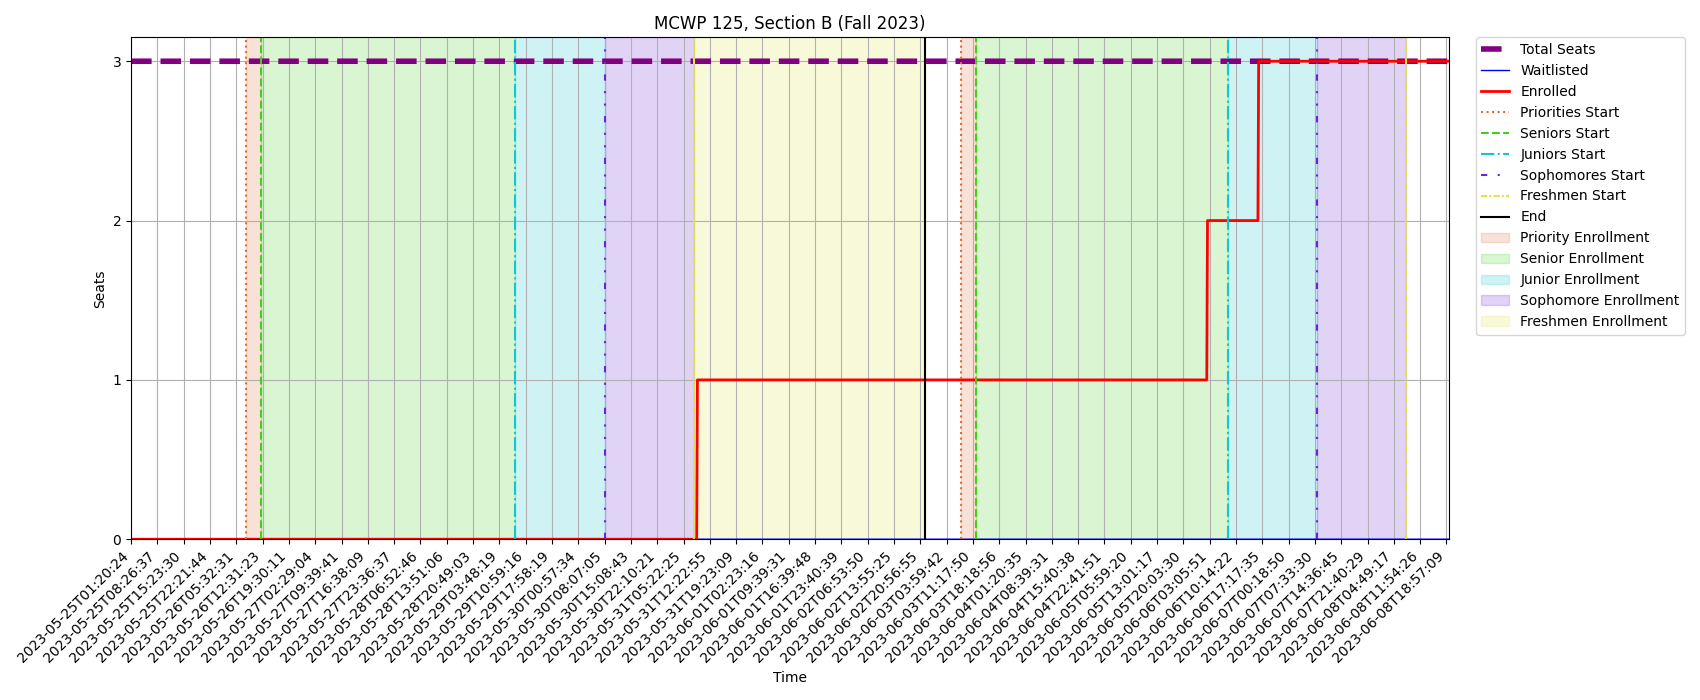 MCWP 125, Section B (Fall 2023)
Total Seats
Waitlisted
Enrolled
Priorities Start
Seniors Start
Juniors Start
Sophomores Start
Freshmen Start
End
Priority Enrollment
Senior Enrollment
Junior Enrollment
Sophomore Enrollment
Freshmen Enrollment
Seats
3
2
1
0
2023-05-25T01:20:24
2023-05-25T08:26:37
2023-05-25T15:23:30
2023-05-25T22:21:44
2023-05-26T05:32:31
2023-05-26T12:31:23
2023-05-26T19:30:11
2023-05-27T02:29:04
2023-05-27T09:39:41
2023-05-27T16:38:09
2023-05-27T23:36:37
2023-05-28T06:52:46
2023-05-28T13:51:06
2023-05-28T20:49:03
2023-05-29T03:48:19
2023-05-29T10:59:16
2023-05-29T17:58:19
2023-05-30T00:57:34
2023-05-30T08:07:05
2023-05-30T15:08:43
2023-05-30T22:10:21
2023-05-31T05:22:25
2023-05-31T12:22:55
2023-05-31T19:23:09
2023-06-01T02:23:16
2023-06-01T09:39:31
2023-06-01T16:39:48
2023-06-01T23:40:39
2023-06-02T06:53:50
2023-06-02T13:55:25
2023-06-02T20:56:55
2023-06-03T03:59:42
2023-06-03T11:17:50
2023-06-03T18:18:56
2023-06-04T01:20:35
2023-06-04T08:39:31
2023-06-04T15:40:38
2023-06-04T22:41:51
2023-06-05T05:59:20
2023-06-05T13:01:17
2023-06-05T20:03:30
2023-06-06T03:05:51
2023-06-06T10:14:22
2023-06-06T17:17:35
2023-06-07T00:18:50
2023-06-07T07:33:30
2023-06-07T14:36:45
2023-06-07T21:40:29
2023-06-08T04:49:17
2023-06-08T11:54:26
2023-06-08T18:57:09
Time